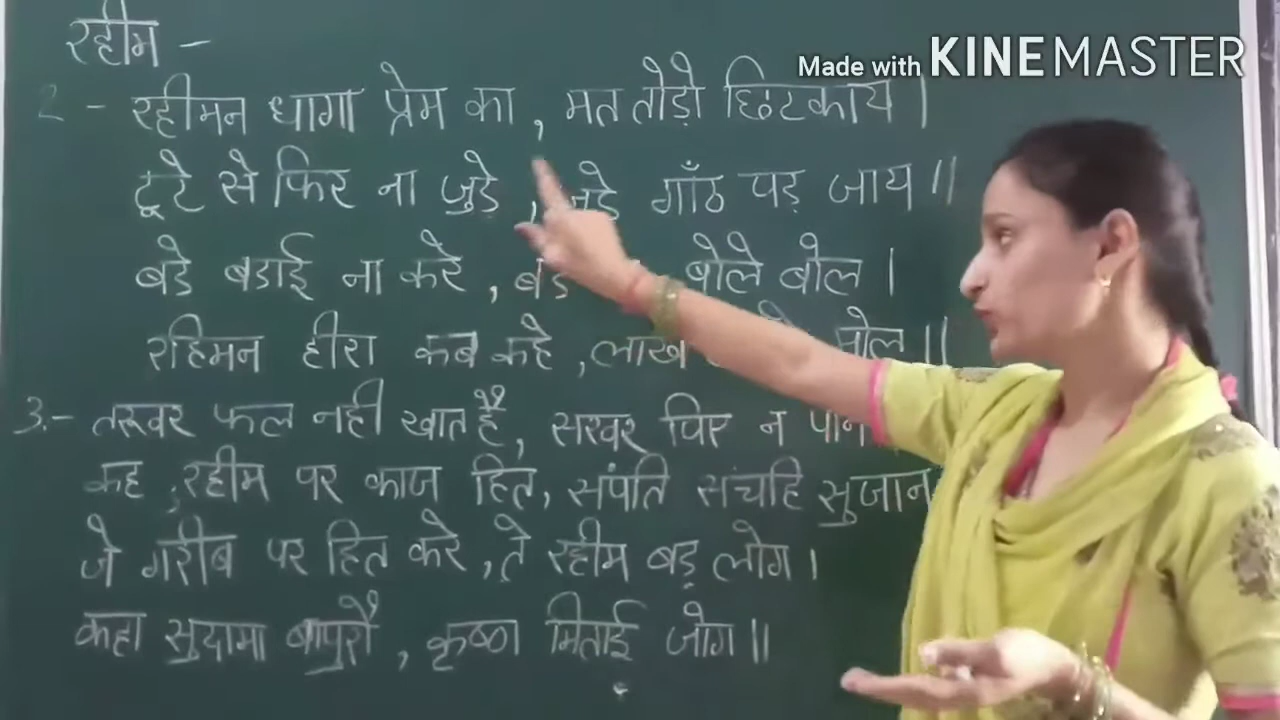 रहीम -
Made with KINEMASTER
2 - रहीमन धागा प्रेम का , मत तोड़ो छिटकाय ।
टूटे से फिर ना जुड़े , गाँठ पड़ जाय ॥
बडे बडाई ना करे , बोले बोल ।
रहिमन हीरा कब कहे , लाख मोल ॥
3.- तरूवर फल नही खात है , सरवर पिए न
कह , रहीम पर काज हित , संपति संचहि सुजान
जे गरीब पर हित करे , ते रहीम बड़ लोग ।
कहा सुदामा बापुरौ , कृष्ण मिताई जोग ॥